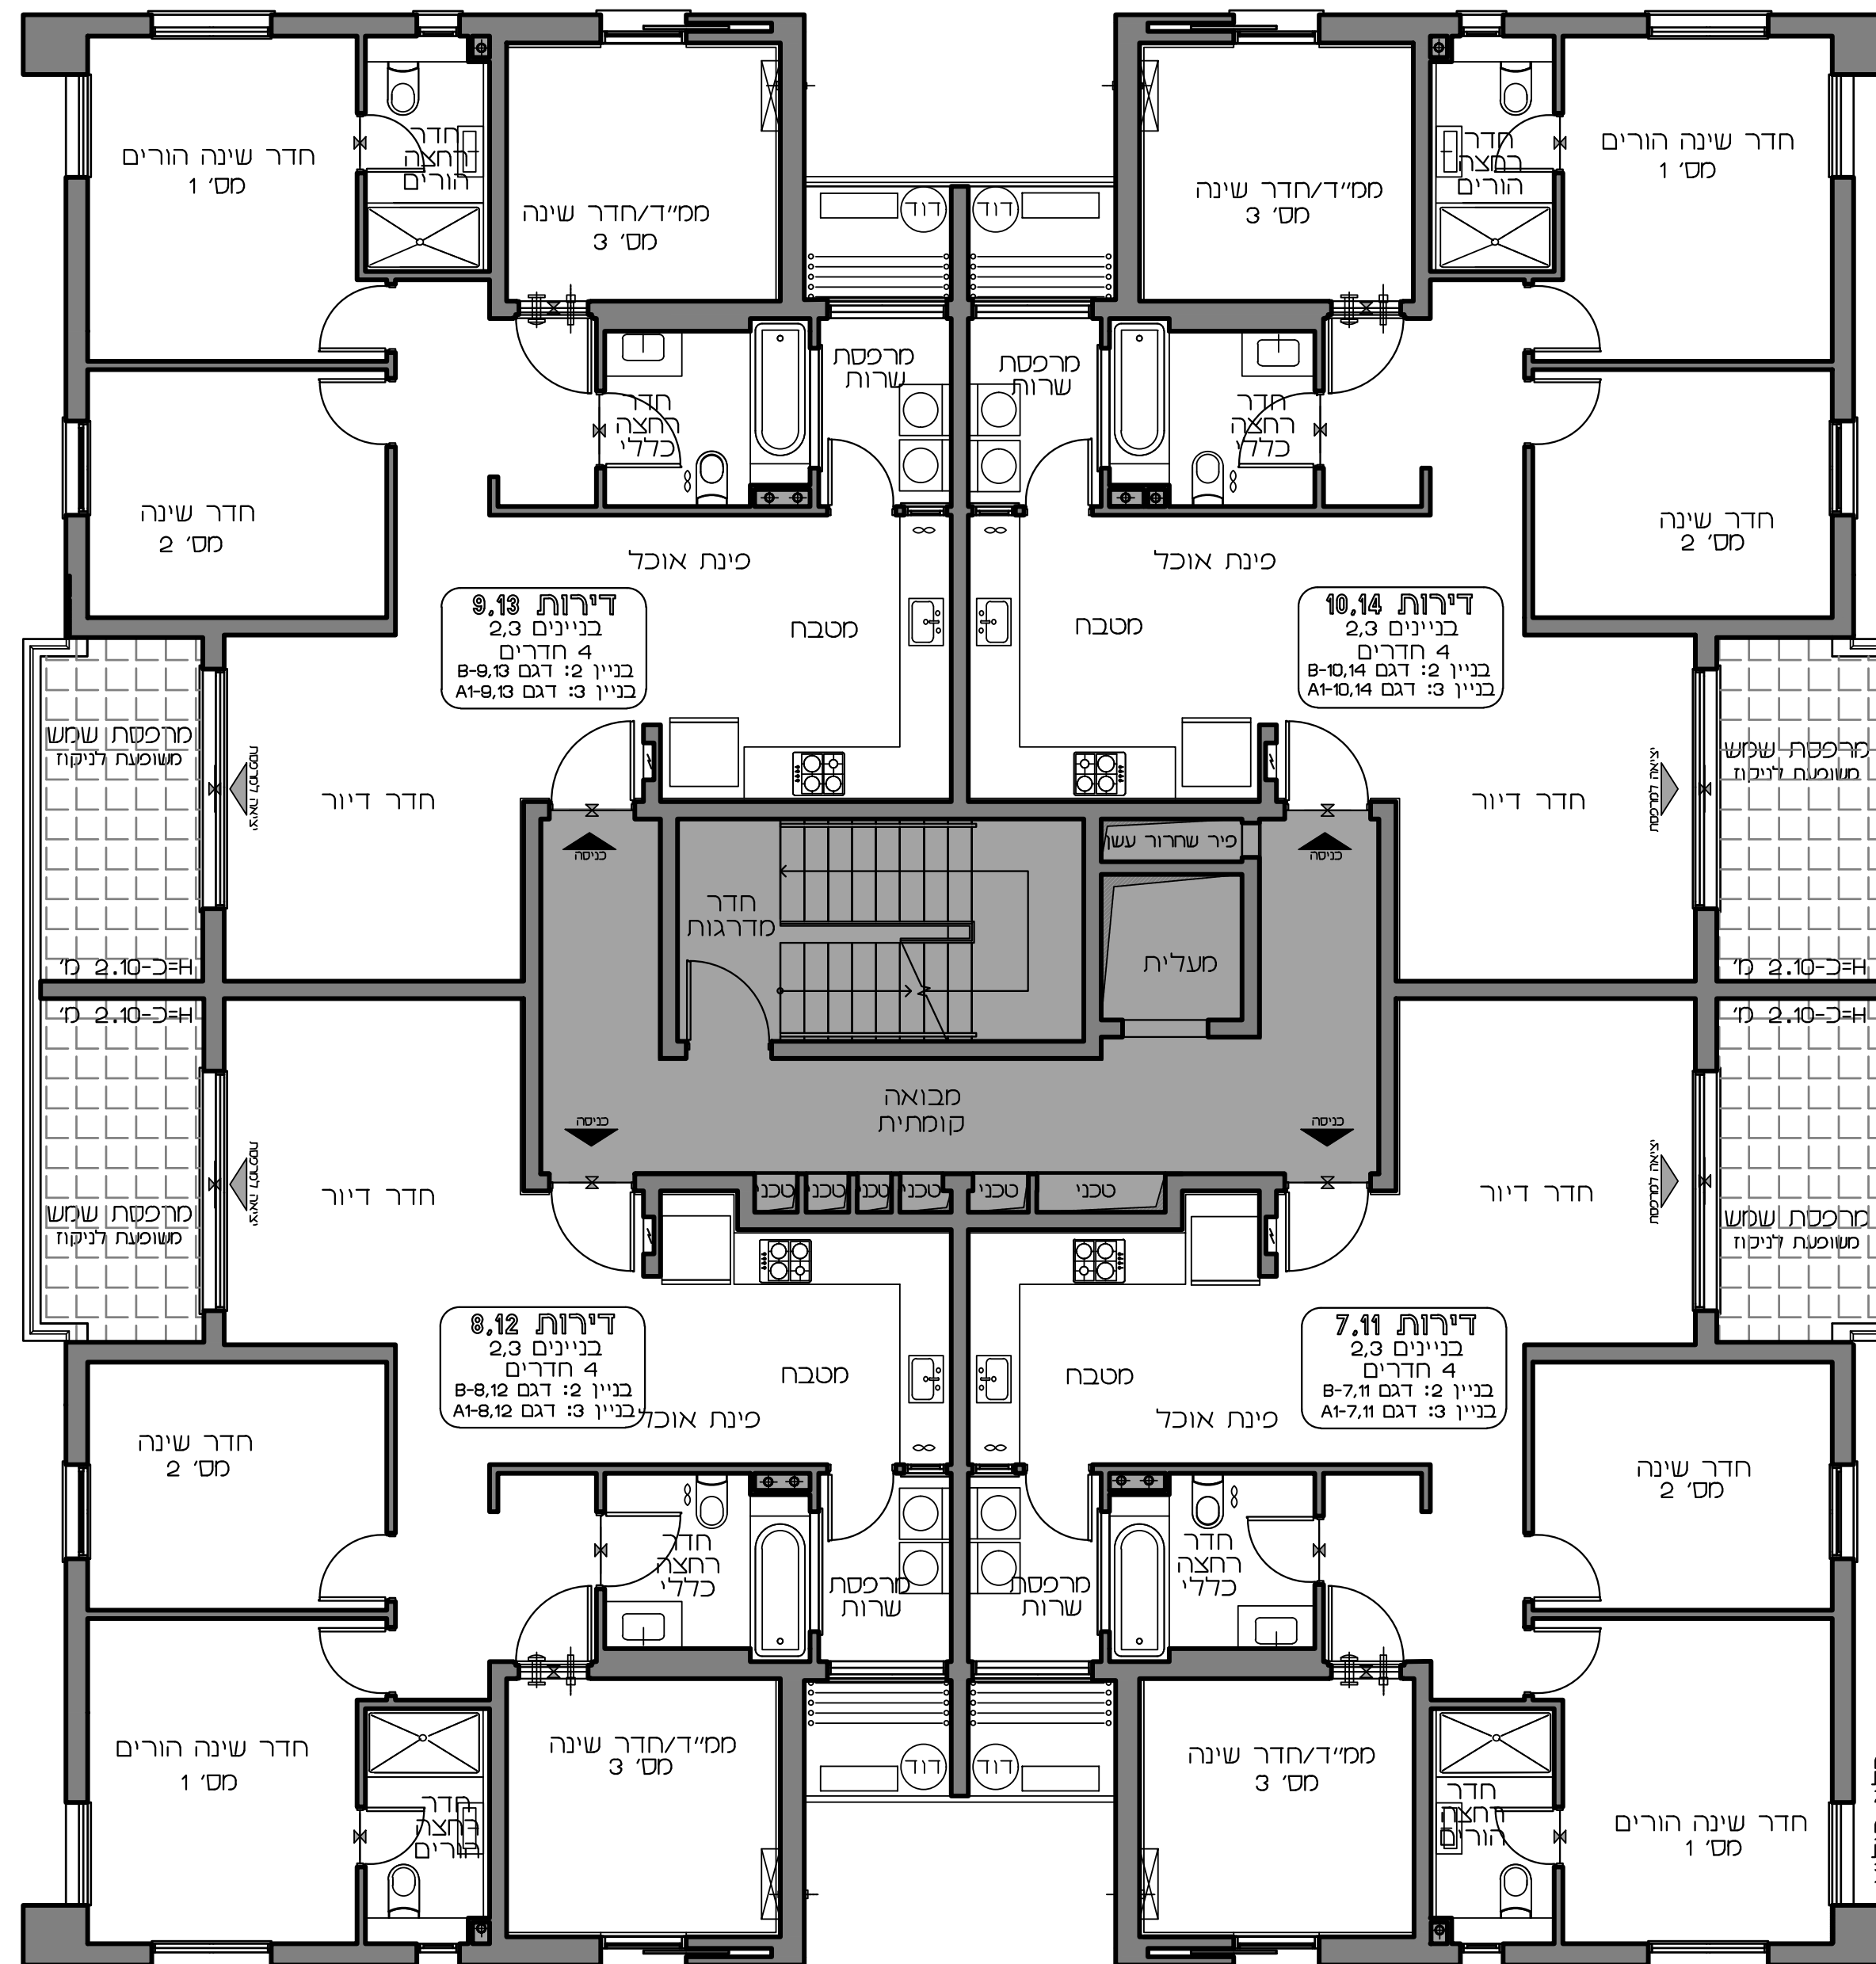 חדר שינה הורים
מס׳ 1
חדר
רחצה
הורים
ממ״ד/חדר שינה
מס׳ 3
דוד
דוד
ממ״ד/חדר שינה
מס׳ 3
חדר
רחצה
הורים
חדר שינה הורים
מס׳ 1
מרפסת
שרות
מרפסת
שרות
חדר
רחצה
כללי
חדר
רחצה
כללי
חדר שינה
מס׳ 2
חדר שינה
מס׳ 2
פינת אוכל
פינת אוכל
דירות 9,13
בניינים 2,3
4 חדרים
בניין 2: דגם B-9,13
בניין 3: דגם A1-9,13
מטבח
מטבח
דירות 10,14
בניינים 2,3
4 חדרים
בניין 2: דגם B-10,14
בניין 3: דגם A1-10,14
מרפסת שמש
משופעת לניקוז
יציאה למרפסת
חדר דיור
חדר דיור
יציאה למרפסת
מרפסת שמש
משופעת לניקוז
כניסה
כניסה
פיר שחרור עשן
חדר
מדרגות
מעלית
H=כ-2.10 מ׳
H=כ-2.10 מ׳
H=כ-2.10 מ׳
H=כ-2.10 מ׳
מבואה
קומתית
כניסה
כניסה
טכני
טכני
טכני
טכני
טכני
טכני
מרפסת שמש
משופעת לניקוז
יציאה למרפסת
חדר דיור
חדר דיור
יציאה למרפסת
מרפסת שמש
משופעת לניקוז
דירות 8,12
בניינים 2,3
4 חדרים
בניין 2: דגם B-8,12
בניין 3: דגם A1-8,12
מטבח
מטבח
דירות 7,11
בניינים 2,3
4 חדרים
בניין 2: דגם B-7,11
בניין 3: דגם A1-7,11
פינת אוכל
פינת אוכל
חדר שינה
מס׳ 2
חדר שינה
מס׳ 2
חדר
רחצה
כללי
חדר
רחצה
כללי
מרפסת
שרות
מרפסת
שרות
חדר שינה הורים
מס׳ 1
ממ״ד/חדר שינה
מס׳ 3
דוד
דוד
ממ״ד/חדר שינה
מס׳ 3
חדר
רחצה
הורים
חדר
רחצה
הורים
חדר שינה הורים
מס׳ 1